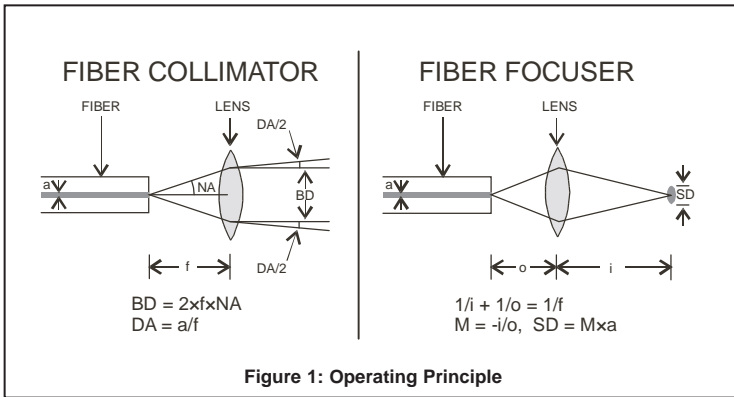 FIBER COLLIMATOR
FIBER
LENS
DA/2
a
NA
BD
f
DA/2
BD = 2×f×NA
DA = a/f
FIBER FOCUSER
FIBER
LENS
a
SD
o
i
1/i + 1/o = 1/f
M = -i/o, SD = M×a
Figure 1: Operating Principle